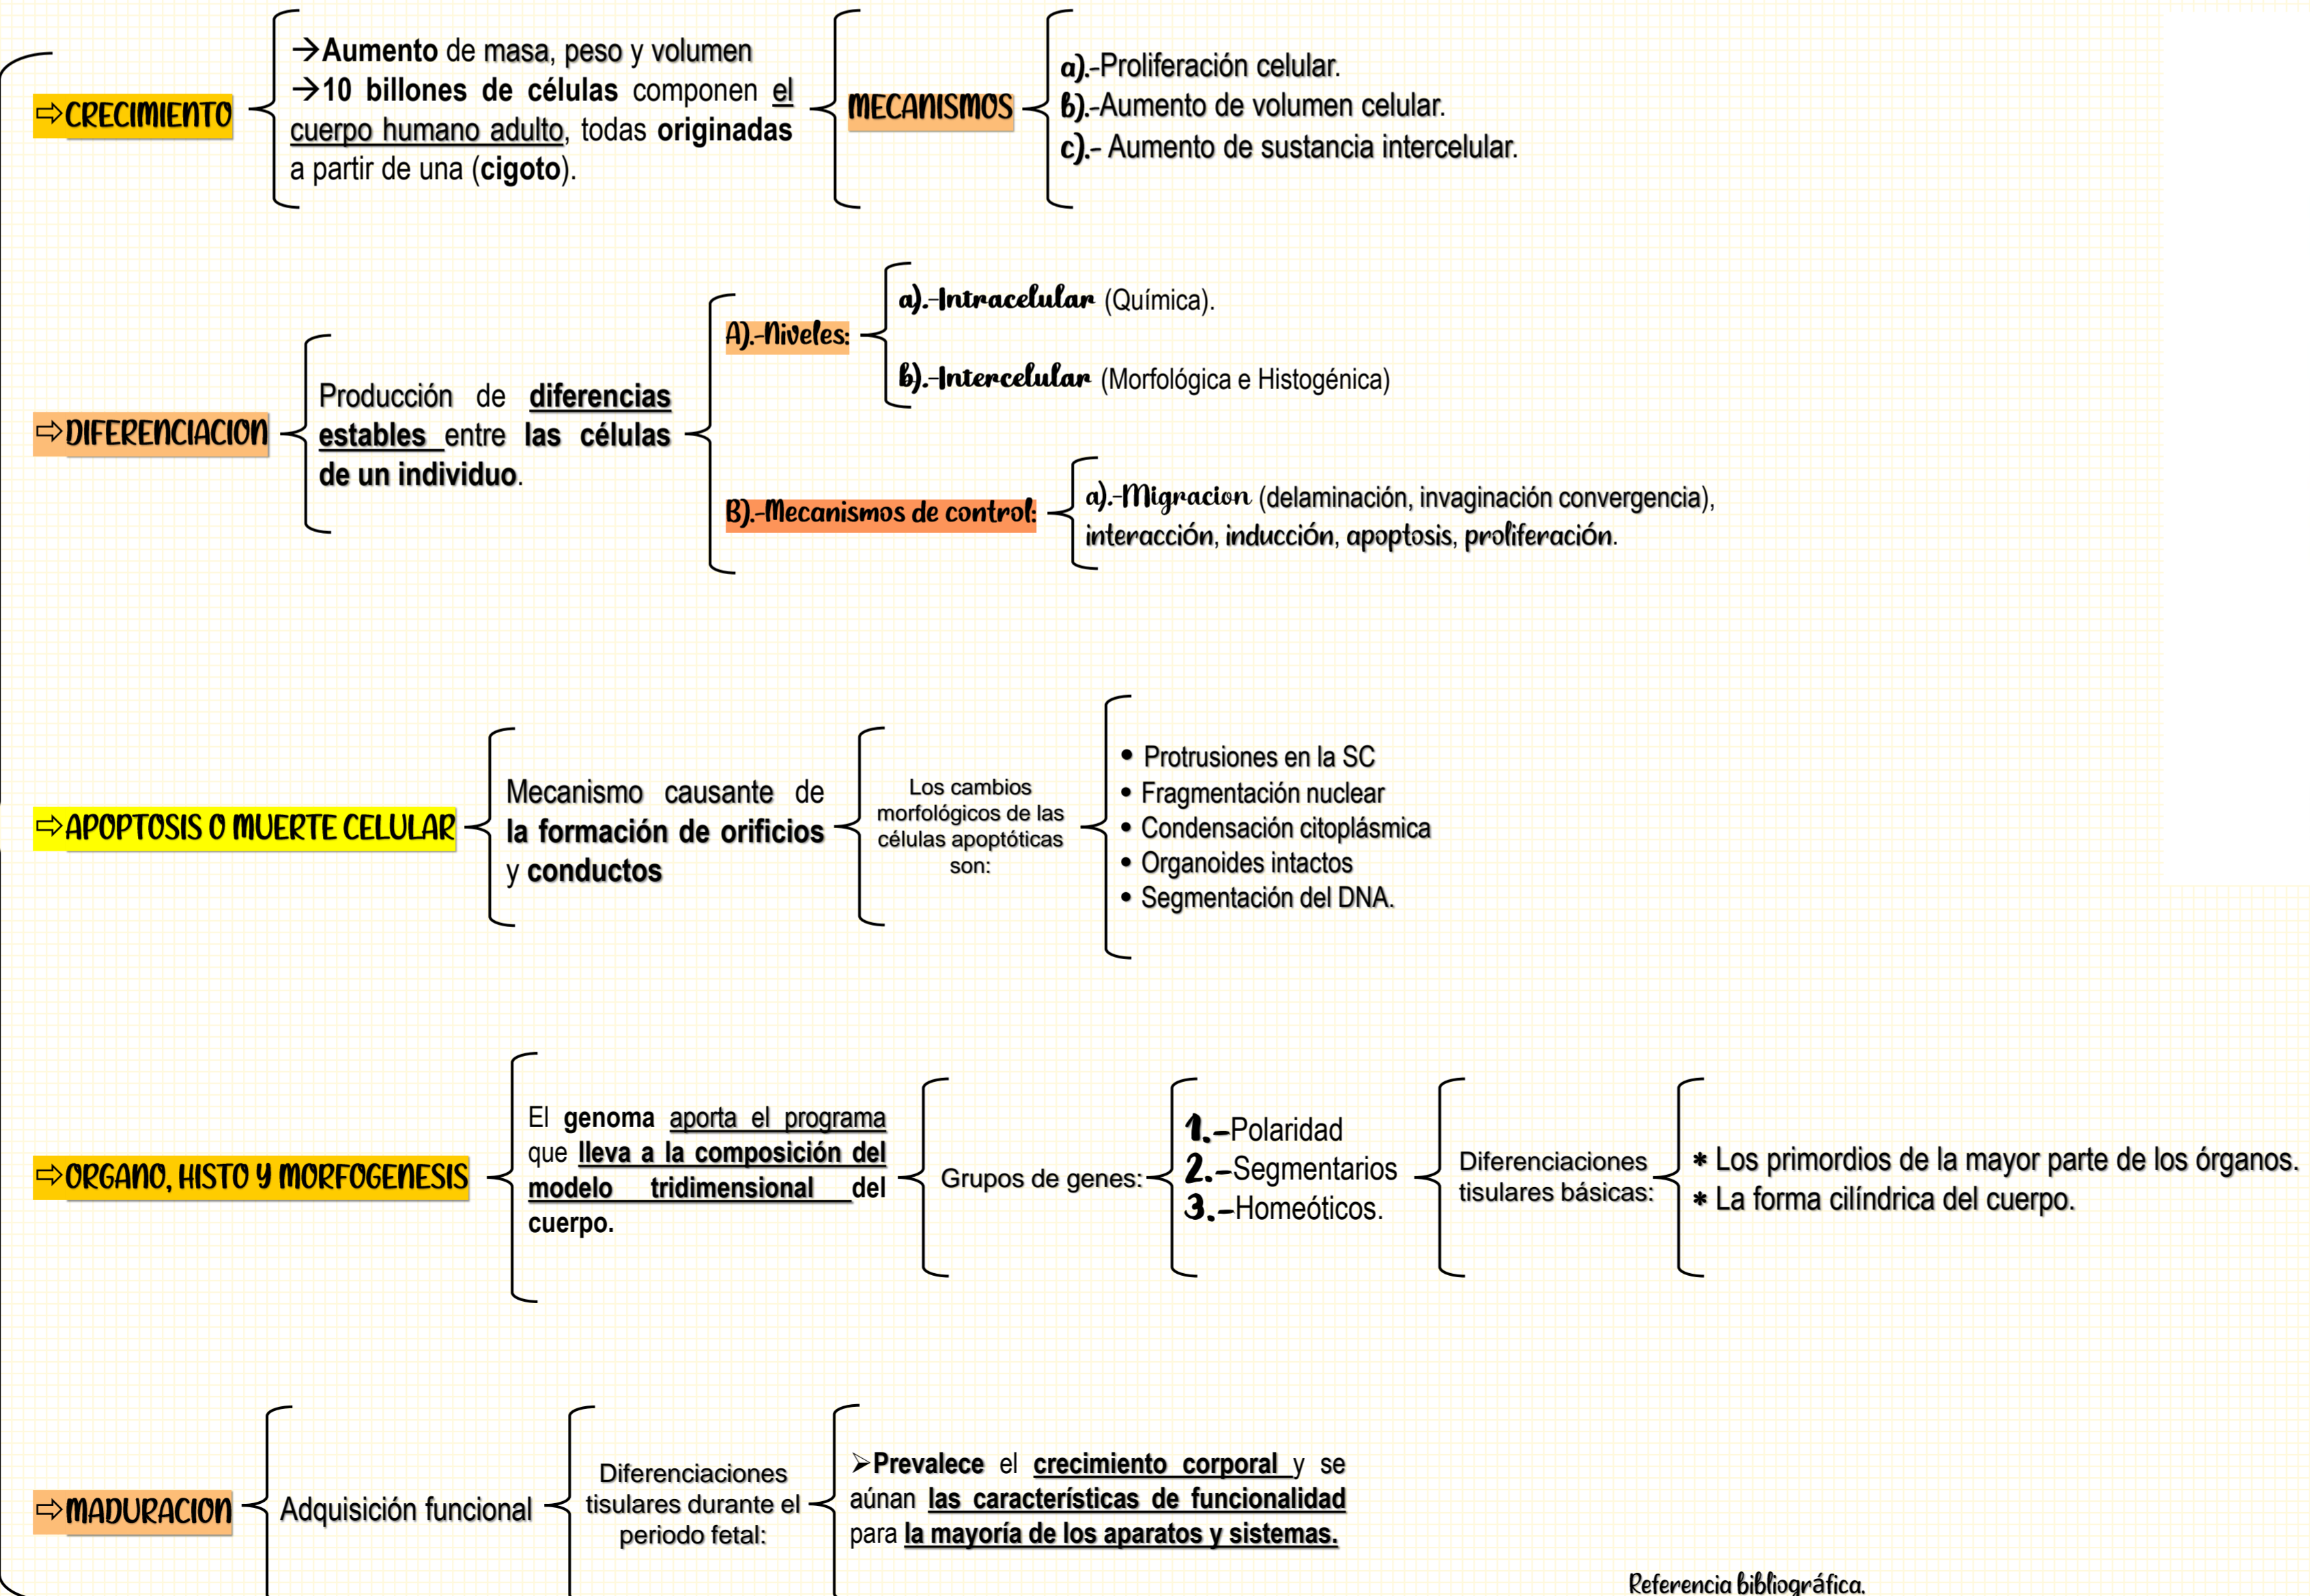 ⇨CRECIMIENTO
→Aumento de masa, peso y volumen
→10 billones de células componen el
cuerpo humano adulto, todas originadas
a partir de una (cigoto).
MECANISMOS
a).-Proliferación celular.
b).-Aumento de volumen celular.
c).- Aumento de sustancia intercelular.
⇨DIFERENCIACION
Producción de diferencias
estables entre las células
de un individuo.
A).-Niveles:
a).-Intracelular (Química).
b).-Intercelular (Morfológica e Histogénica)
B).-Mecanismos de control:
a).-Migracion (delaminación, invaginación convergencia),
interacción, inducción, apoptosis, proliferación.
⇨APOPTOSIS O MUERTE CELULAR
Mecanismo causante de
la formación de orificios
y conductos
Los cambios
morfológicos de las
células apoptóticas
son:
• Protrusiones en la SC
• Fragmentación nuclear
• Condensación citoplásmica
• Organoides intactos
• Segmentación del DNA.
⇨ORGANO, HISTO Y MORFOGENESIS
El genoma aporta el programa
que lleva a la composición del
modelo tridimensional del
cuerpo.
Grupos de genes:
1.-Polaridad
2.-Segmentarios
3.-Homeóticos.
Diferenciaciones
tisulares básicas:
* Los primordios de la mayor parte de los órganos.
* La forma cilíndrica del cuerpo.
⇨MADURACION
Adquisición funcional
Diferenciaciones
tisulares durante el
periodo fetal:
➢Prevalece el crecimiento corporal y se
aúnan las características de funcionalidad
para la mayoría de los aparatos y sistemas.
Referencia bibliográfica.